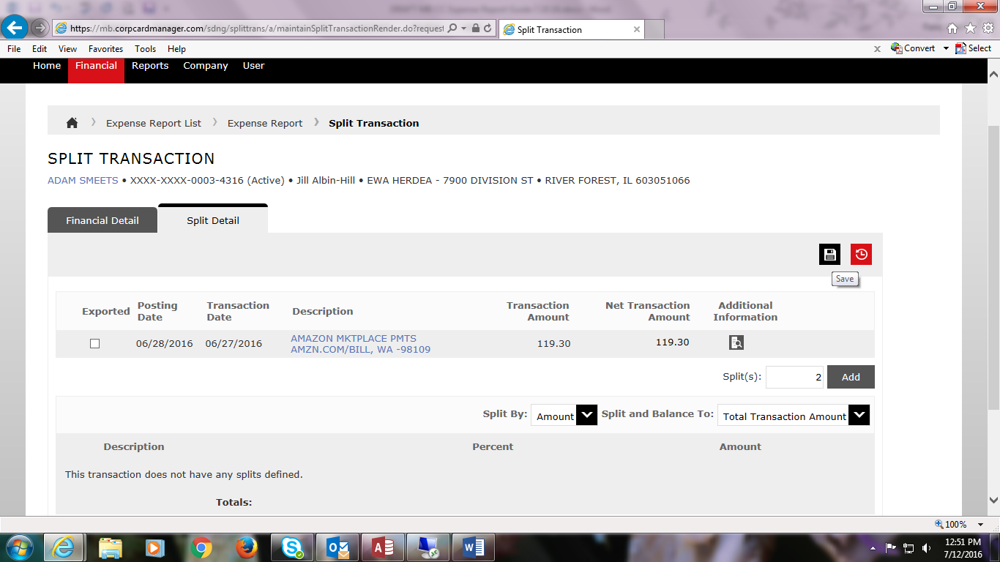 https://mb.corpcardmanager.com/sdng/splittrans/a/maintainSplitTransactionRender.do?request
Split Transaction
File Edit View Favorites Tools Help
Convert Select
Home Financial Reports Company User
Expense Report List Expense Report Split Transaction
SPLIT TRANSACTION
ADAM SMEETS • XXXX-XXXX-0003-4316 (Active) • Jill Albin-Hill • EWA HERDEA - 7900 DIVISION ST • RIVER FOREST, IL 603051066
Financial Detail Split Detail
Save
Exported Posting Date Transaction Date Description Transaction Amount Net Transaction Amount Additional Information
06/28/2016 06/27/2016 AMAZON MKTPLACE PMTS 119.30 119.30
AMZN.COM/BILL, WA -98109
Split(s): 2 Add
Split By: Amount Split and Balance To: Total Transaction Amount
Description Percent Amount
This transaction does not have any splits defined.
Totals:
100%
12:51 PM
7/12/2016